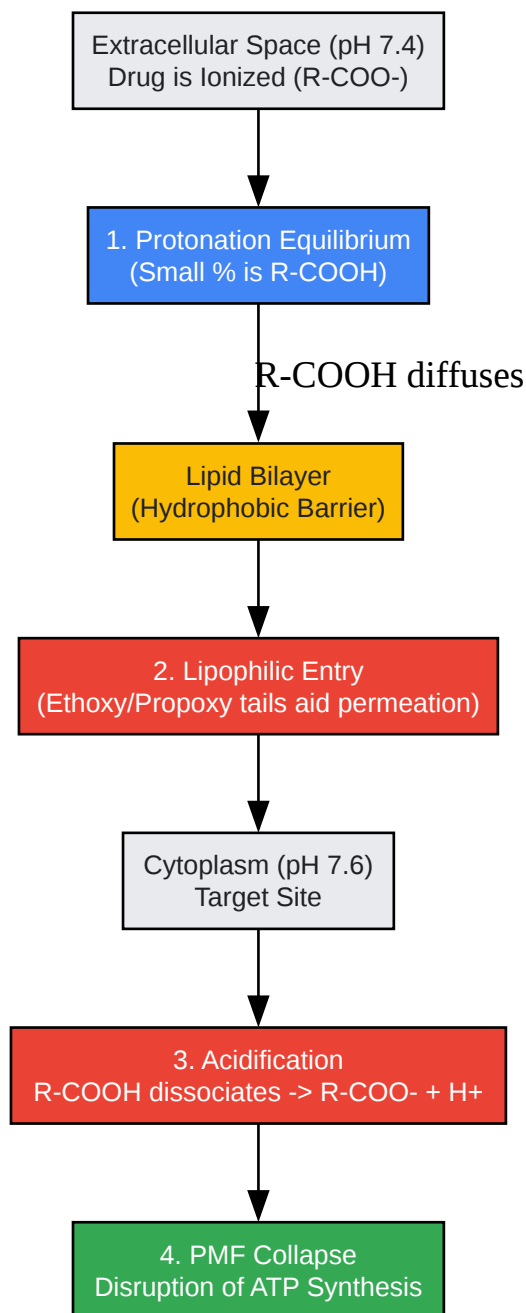 Extracellular Space (pH 7.4)
Drug is Ionized (R-COO-)
1. Protonation Equilibrium
(Small % is R-COOH)
R-COOH diffuses
Lipid Bilayer
(Hydrophobic Barrier)
2. Lipophilic Entry
(Ethoxy/Propoxy tails aid permeation)
Cytoplasm (pH 7.6)
Target Site
3. Acidification
R-COOH dissociates -> R-COO- + H+
4. PMF Collapse
Disruption of ATP Synthesis